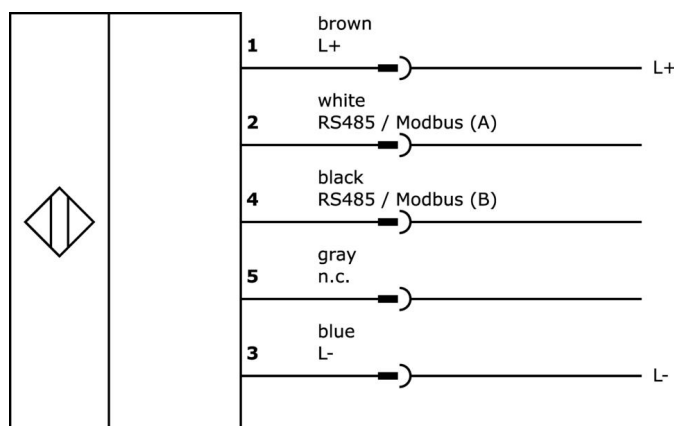 brown
1 L+
L+
white
2 RS485 / Modbus (A)
black
4 RS485 / Modbus (B)
gray
5 n.c.
blue
3 L-
L-